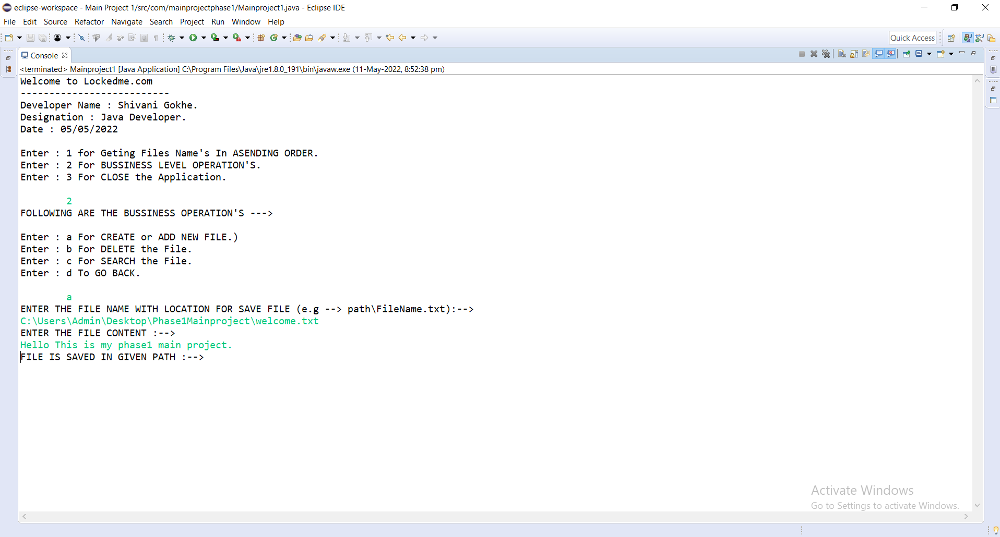 eclipse-workspace - Main Project 1/src/com/mainprojectphase1/Mainproject1.java - Eclipse IDE
File Edit Source Refactor Navigate Search Project Run Window Help
Quick Access
Console
<terminated> Mainproject1 [Java Application] C:\Program Files\Java\jre1.8.0_191\bin\javaw.exe (11-May-2022, 8:52:38 pm)
Welcome to Lockedme.com
--------------------------
Developer Name : Shivani Gokhe.
Designation : Java Developer.
Date : 05/05/2022
Enter : 1 for Geting Files Name's In ASENDING ORDER.
Enter : 2 For BUSSINESS LEVEL OPERATION'S.
Enter : 3 For CLOSE the Application.
2
FOLLOWING ARE THE BUSSINESS OPERATION'S --->
Enter : a For CREATE or ADD NEW FILE.)
Enter : b For DELETE the File.
Enter : c For SEARCH the File.
Enter : d To GO BACK.
a
ENTER THE FILE NAME WITH LOCATION FOR SAVE FILE (e.g --> path\FileName.txt):-->
C:\Users\Admin\Desktop\Phase1Mainproject\welcome.txt
ENTER THE FILE CONTENT :-->
Hello This is my phase1 main project.
FILE IS SAVED IN GIVEN PATH :-->
Activate Windows
Go to Settings to activate Windows.